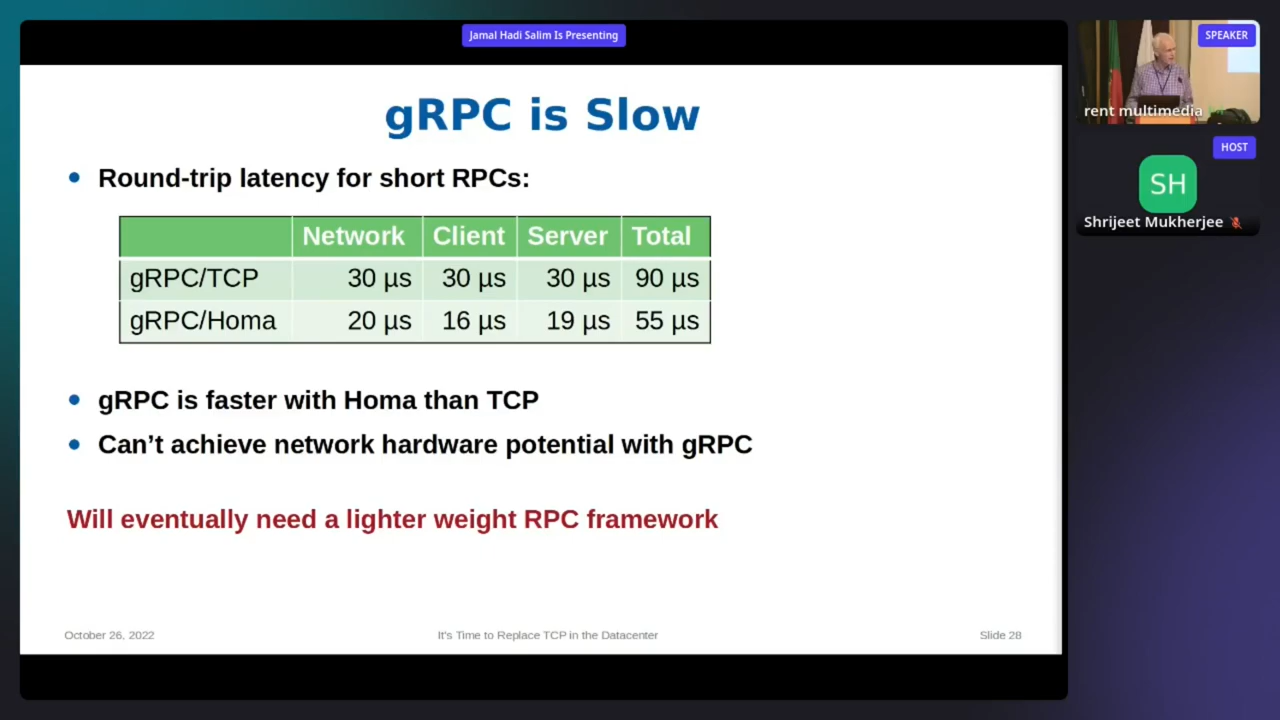 Jamal Hadi Salim Is Presenting
gRPC is Slow
• Round-trip latency for short RPCs:
Network Client Server Total
gRPC/TCP 30 µs 30 µs 30 µs 90 µs
gRPC/Homa 20 µs 16 µs 19 µs 55 µs
• gRPC is faster with Homa than TCP
• Can't achieve network hardware potential with gRPC
Will eventually need a lighter weight RPC framework
October 26, 2022 It's Time to Replace TCP in the Datacenter Slide 28
SPEAKER
rent multimedia
HOST
SH
Shrijeet Mukherjee